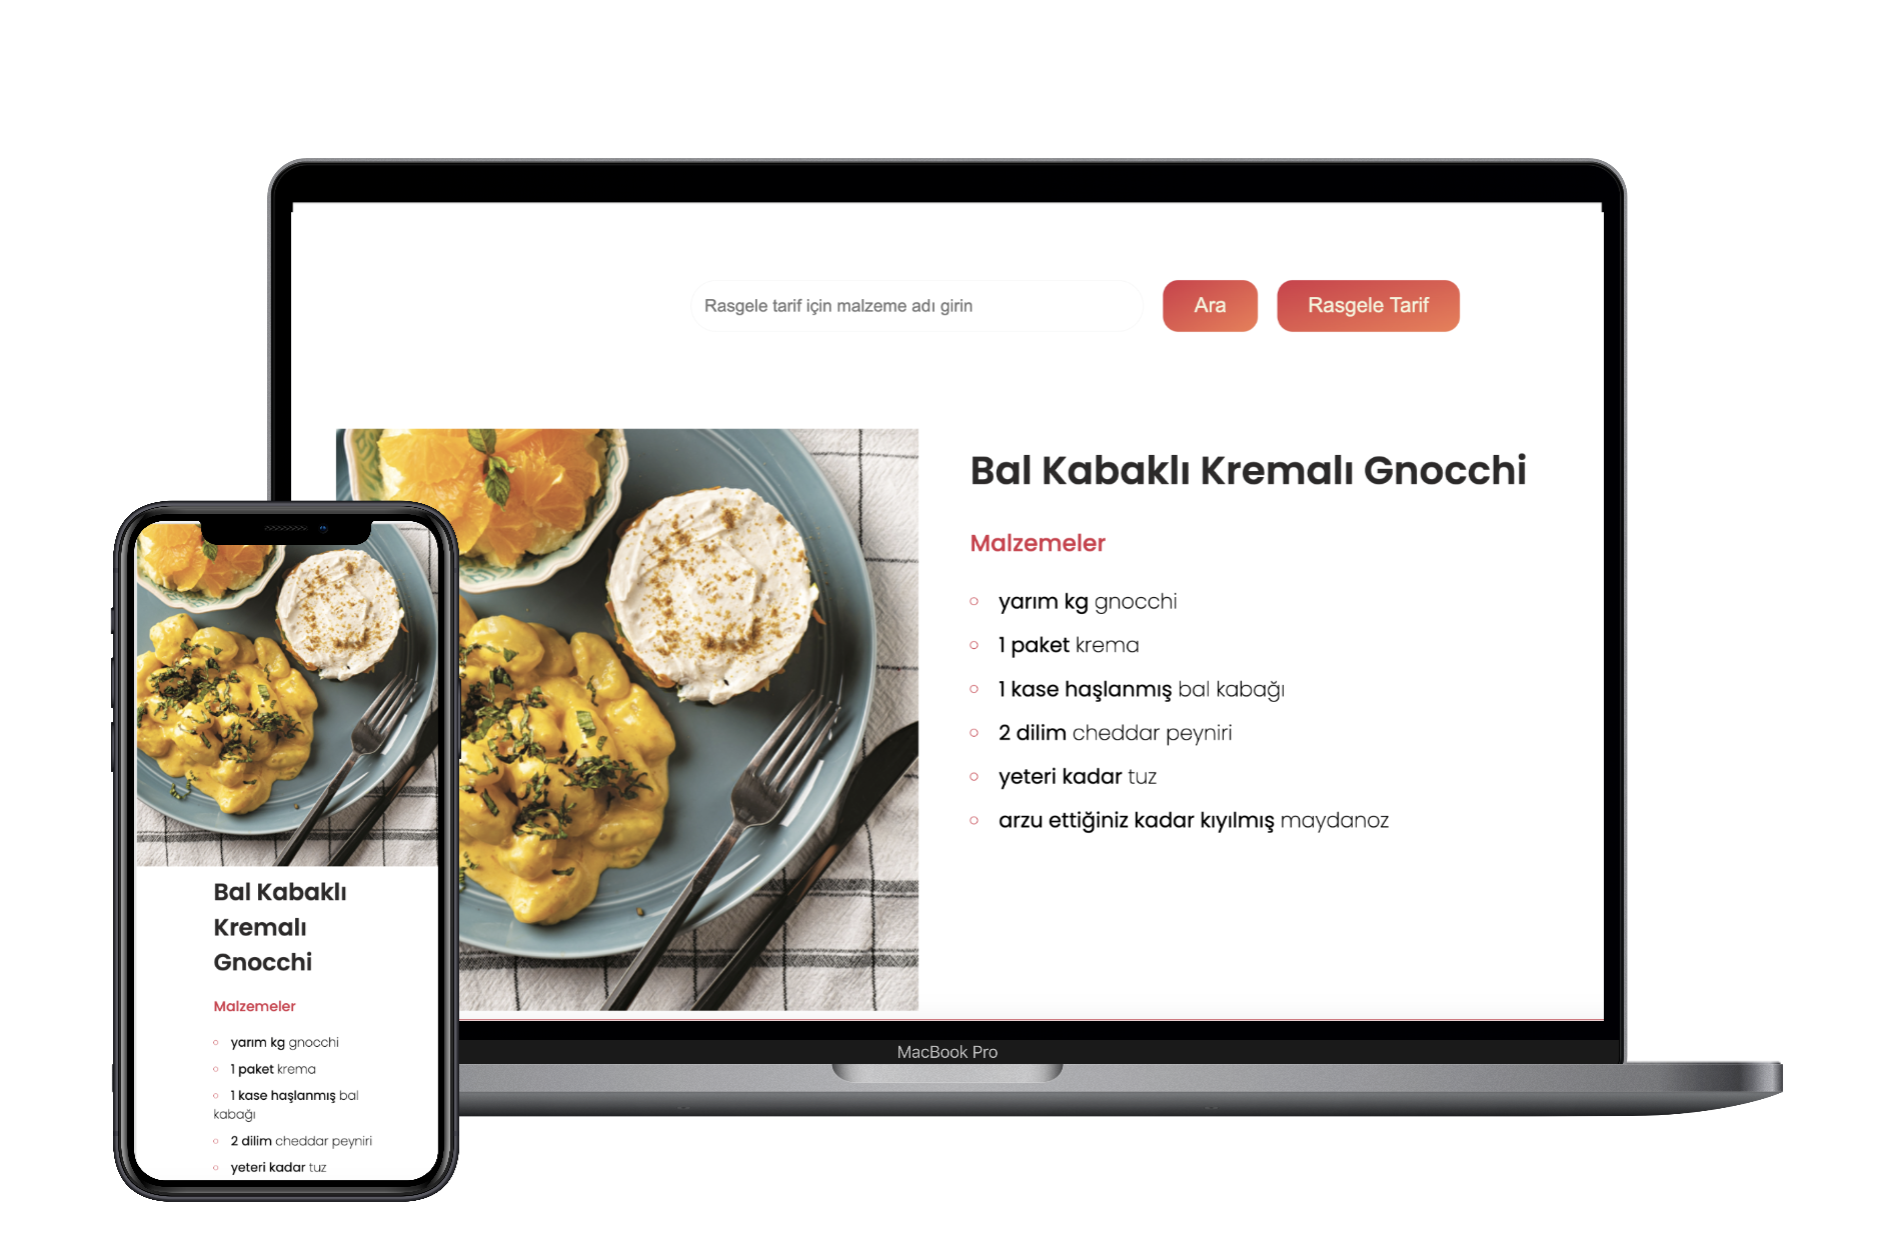 Rasgele tarif için malzeme adı girin
Ara
Rasgele Tarif
Bal Kabaklı Kremalı Gnocchi
Malzemeler
yarım kg gnocchi
1 paket krema
1 kase haşlanmış bal kabağı
2 dilim cheddar peyniri
yeteri kadar tuz
arzu ettiğiniz kadar kıyılmış maydanoz
MacBook Pro
Bal Kabaklı
Kremalı
Gnocchi
Malzemeler
yarım kg gnocchi
1 paket krema
1 kase haşlanmış bal
kabağı
2 dilim cheddar peyniri
yeteri kadar tuz